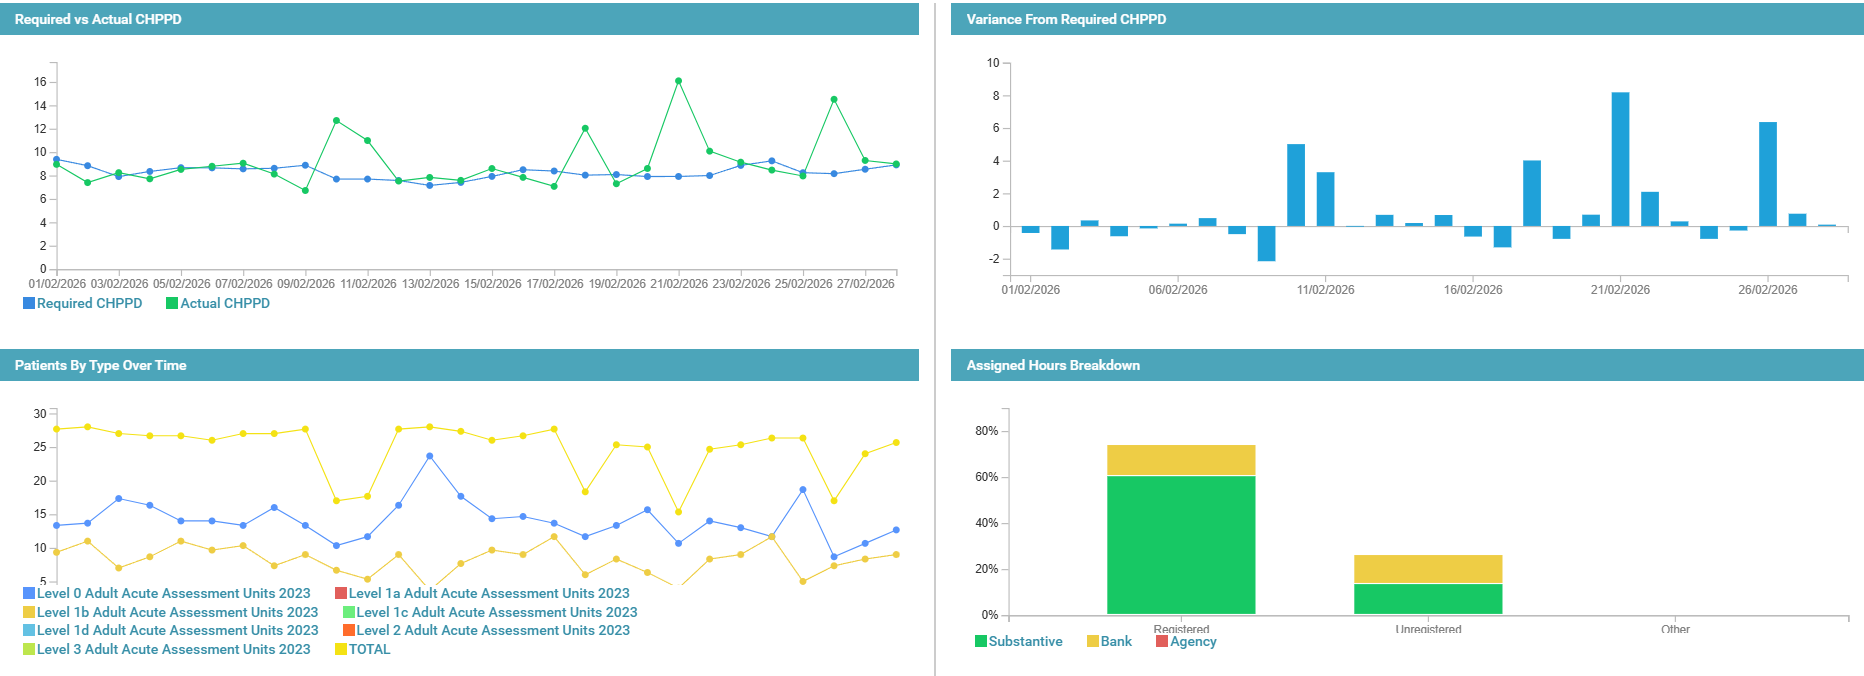 Required vs Actual CHPPD
16
14
12
10
8
6
4
2
0
01/02/2026 03/02/2026 05/02/2026 07/02/2026 09/02/2026 11/02/2026 13/02/2026 15/02/2026 17/02/2026 19/02/2026 21/02/2026 23/02/2026 25/02/2026 27/02/2026
Required CHPPD Actual CHPPD
Variance From Required CHPPD
10
8
6
4
2
0
-2
01/02/2026 06/02/2026 11/02/2026 16/02/2026 21/02/2026 26/02/2026
Patients By Type Over Time
30
25
20
15
10
5
Level 0 Adult Acute Assessment Units 2023 Level 1a Adult Acute Assessment Units 2023
Level 1b Adult Acute Assessment Units 2023 Level 1c Adult Acute Assessment Units 2023
Level 1d Adult Acute Assessment Units 2023 Level 2 Adult Acute Assessment Units 2023
Level 3 Adult Acute Assessment Units 2023 TOTAL
Assigned Hours Breakdown
80%
60%
40%
20%
0%
Registered Unregistered Other
Substantive Bank Agency